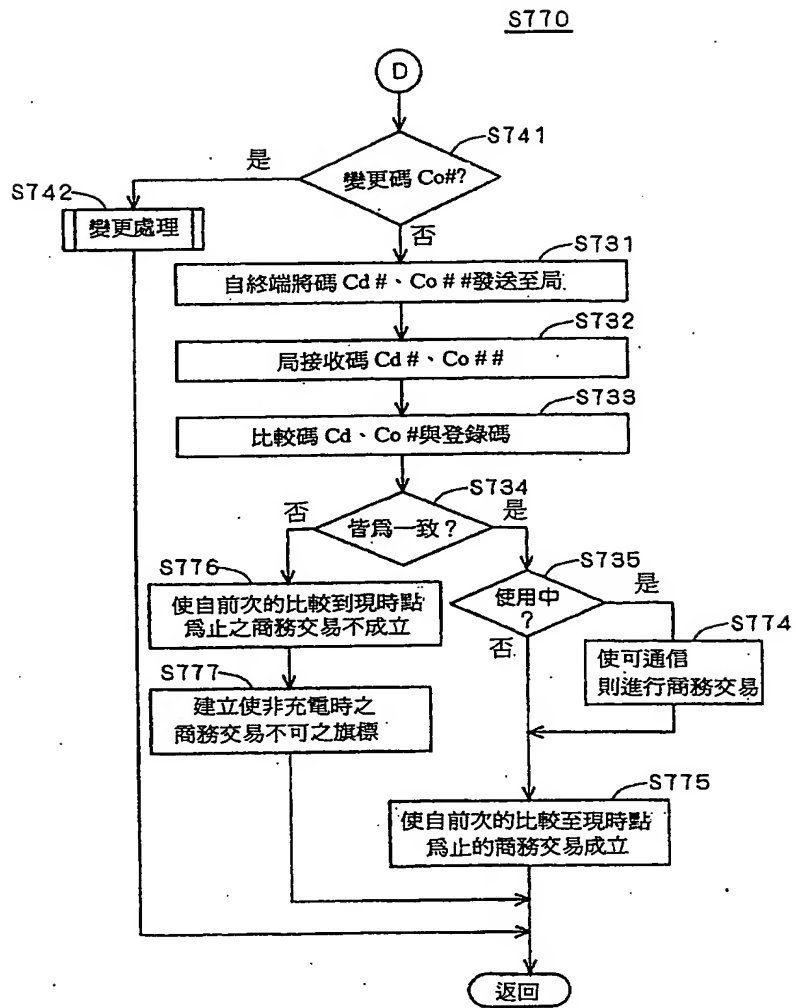 S770
D
S741
是
變更碼 Co#?
S742
變更處理
否
S731
自終端將碼 Cd #、Co # #發送至局
S732
局接收碼 Cd #、Co # #
S733
比較碼 Cd、Co #與登錄碼
S734
否
皆爲一致?
是
S776
使自前次的比較到現時點
爲止之商務交易不成立
S735
使用中
?
是
否
S774
使可通信
則進行商務交易
S777
建立使非充電時之
商務交易不可之旗標
S775
使自前次的比較至現時點
爲止的商務交易成立
返回